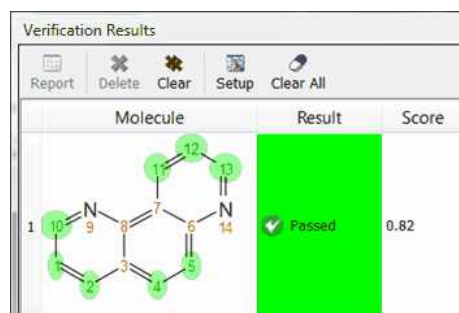 Verification Results
Report Delete Clear Setup Clear All
Molecule Result Score
12
11 13
7
10 N 8 6 N
9 14
1 Passed 0.82
1 3 5
2 4